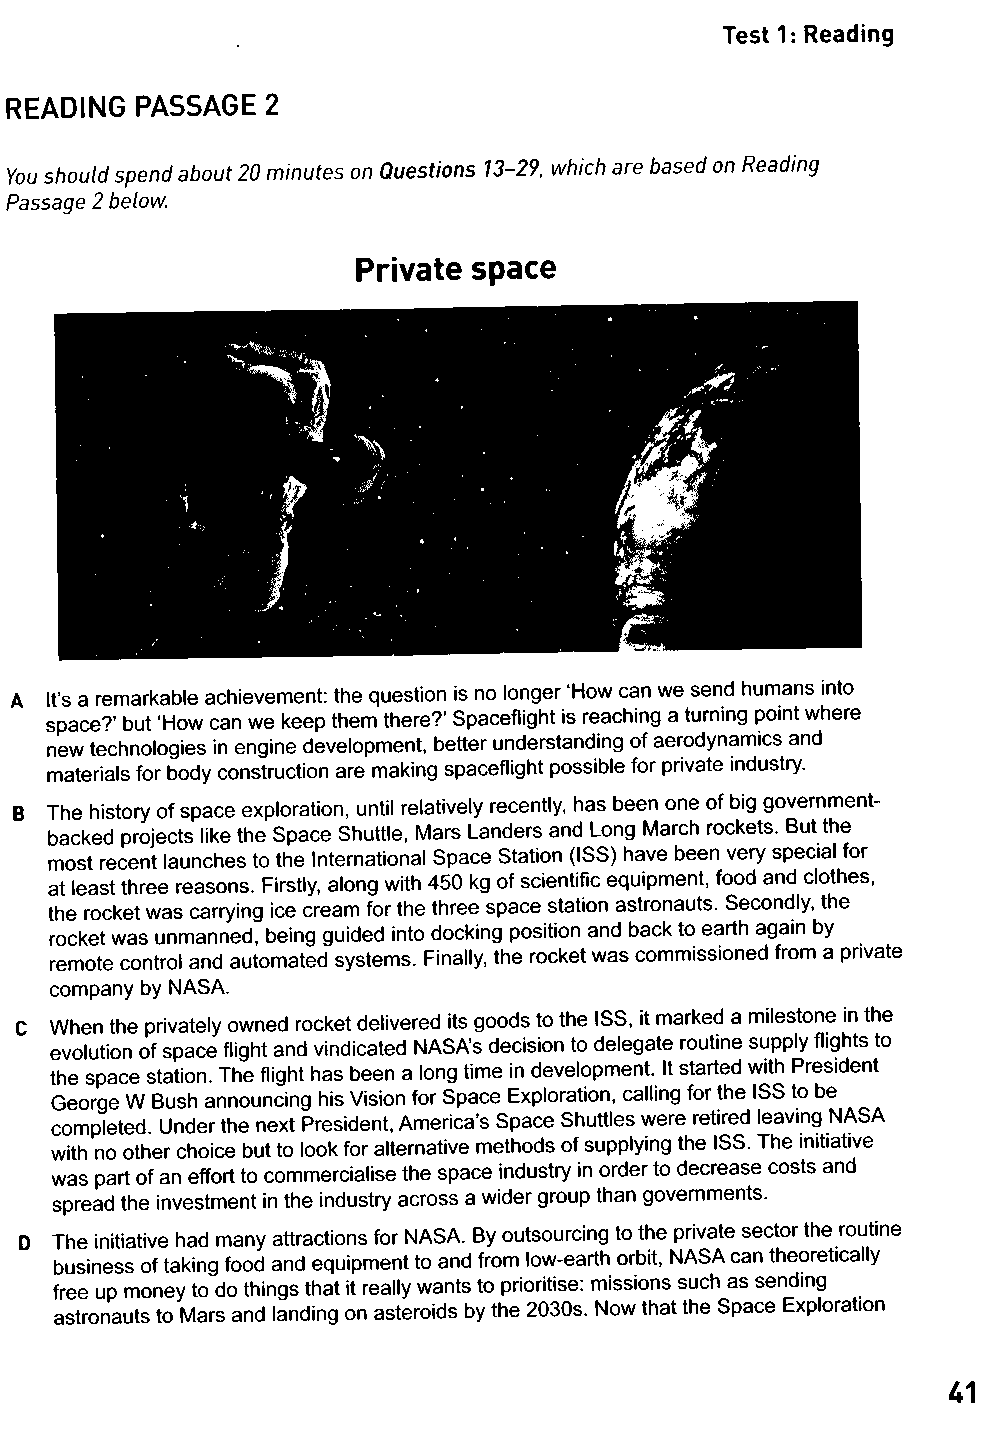 Test 1: Reading
READING PASSAGE 2
You should spend about 20 minutes on Questions 13–29, which are based on Reading
Passage 2 below.
Private space
A It's a remarkable achievement: the question is no longer 'How can we send humans into
space?' but 'How can we keep them there?' Spaceflight is reaching a turning point where
new technologies in engine development, better understanding of aerodynamics and
materials for body construction are making spaceflight possible for private industry.
B The history of space exploration, until relatively recently, has been one of big government-
backed projects like the Space Shuttle, Mars Landers and Long March rockets. But the
most recent launches to the International Space Station (ISS) have been very special for
at least three reasons. Firstly, along with 450 kg of scientific equipment, food and clothes,
the rocket was carrying ice cream for the three space station astronauts. Secondly, the
rocket was unmanned, being guided into docking position and back to earth again by
remote control and automated systems. Finally, the rocket was commissioned from a private
company by NASA.
C When the privately owned rocket delivered its goods to the ISS, it marked a milestone in the
evolution of space flight and vindicated NASA's decision to delegate routine supply flights to
the space station. The flight has been a long time in development. It started with President
George W Bush announcing his Vision for Space Exploration, calling for the ISS to be
completed. Under the next President, America's Space Shuttles were retired leaving NASA
with no other choice but to look for alternative methods of supplying the ISS. The initiative
was part of an effort to commercialise the space industry in order to decrease costs and
spread the investment in the industry across a wider group than governments.
D The initiative had many attractions for NASA. By outsourcing to the private sector the routine
business of taking food and equipment to and from low-earth orbit, NASA can theoretically
free up money to do things that it really wants to prioritise: missions such as sending
astronauts to Mars and landing on asteroids by the 2030s. Now that the Space Exploration
41